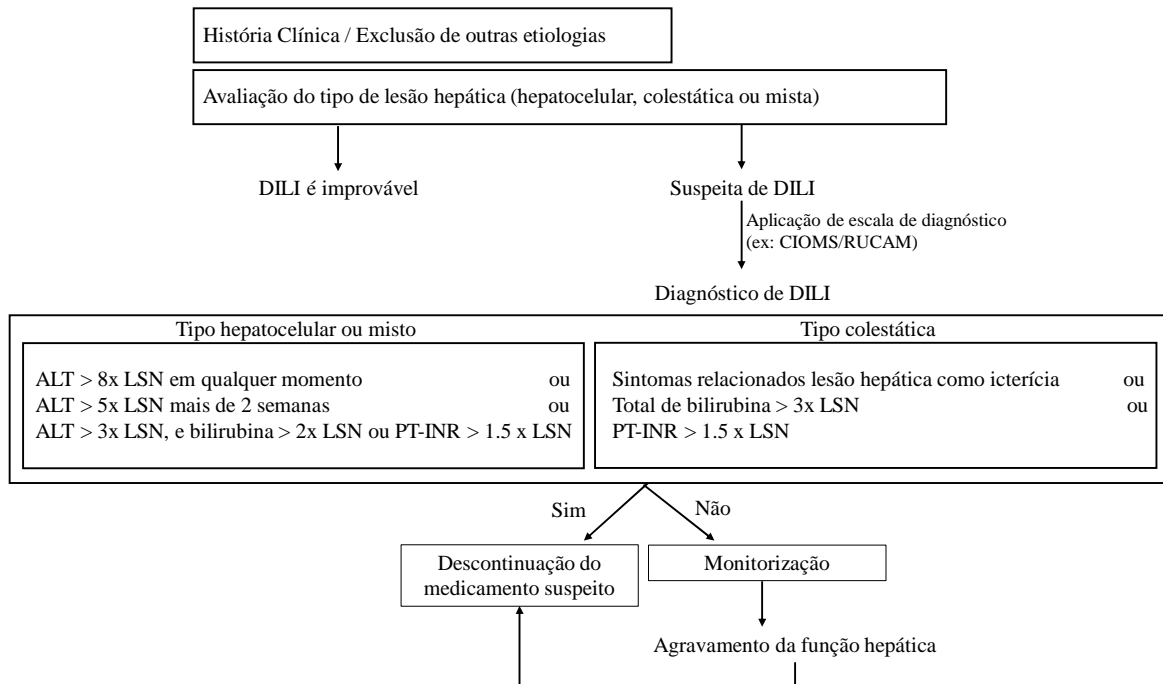 História Clínica / Exclusão de outras etiologias
Avaliação do tipo de lesão hepática (hepatocelular, colestática ou mista)
DILI é improvável
Suspeita de DILI
Aplicação de escala de diagnóstico
(ex: CIOMS/RUCAM)
Diagnóstico de DILI
Tipo hepatocelular ou misto
ALT > 8x LSN em qualquer momento ou
ALT > 5x LSN mais de 2 semanas ou
ALT > 3x LSN, e bilirubina > 2x LSN ou PT-INR > 1.5 x LSN
Tipo colestática
Sintomas relacionados lesão hepática como icterícia ou
Total de bilirubina > 3x LSN ou
PT-INR > 1.5 x LSN
Sim
Não
Descontinuação do
medicamento suspeito
Monitorização
Agravamento da função hepática